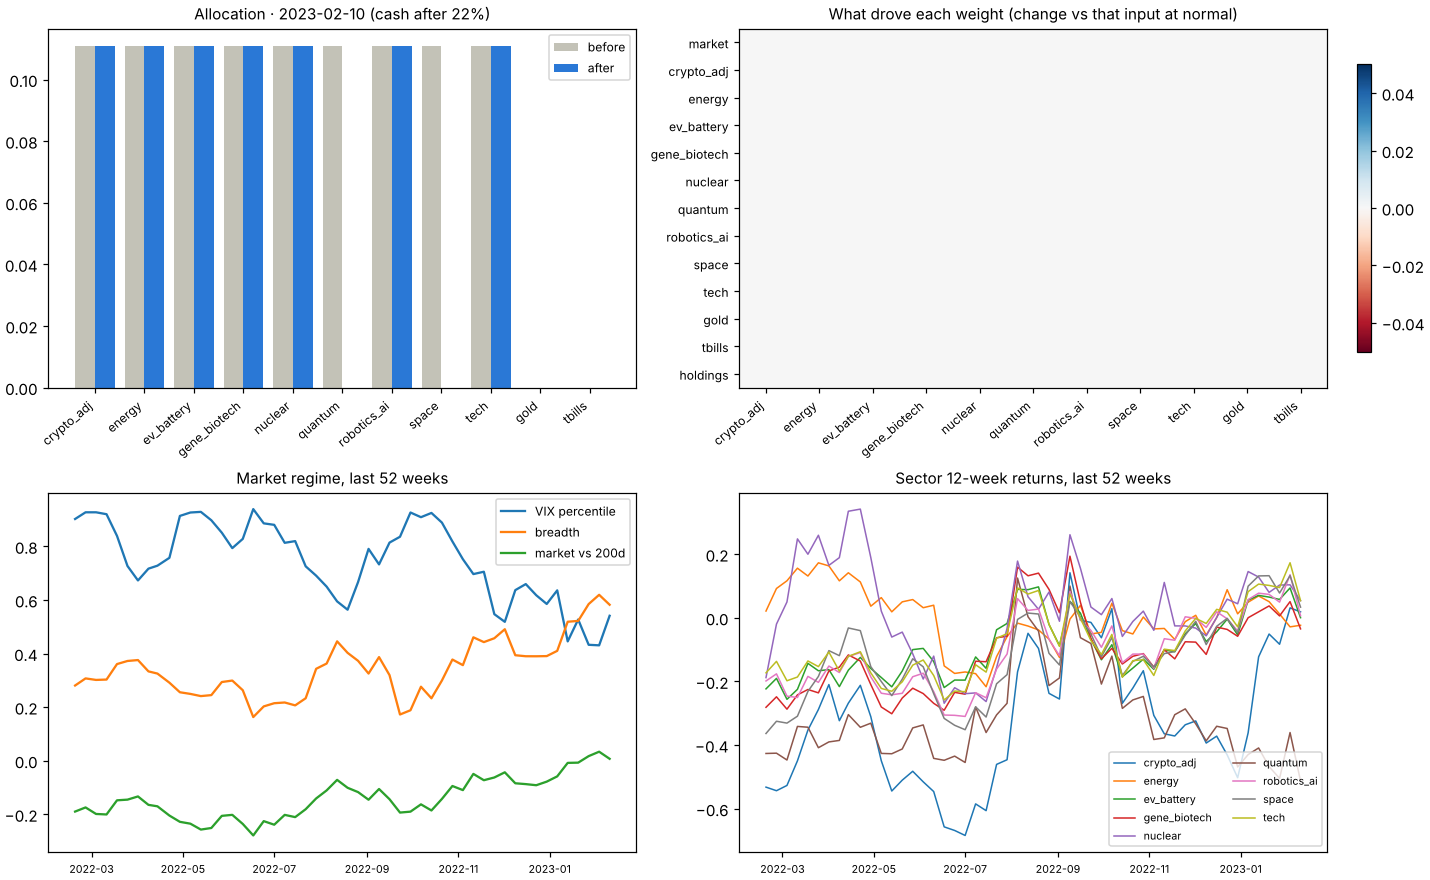 Allocation · 2023-02-10 (cash after 22%)
before
after
0.10
0.08
0.06
0.04
0.02
0.00
crypto_adj
energy
ev_battery
gene_biotech
nuclear
quantum
robotics_ai
space
tech
gold
tbills
What drove each weight (change vs that input at normal)
market
crypto_adj
energy
ev_battery
gene_biotech
nuclear
quantum
robotics_ai
space
tech
gold
tbills
holdings
crypto_adj
energy
ev_battery
gene_biotech
nuclear
quantum
robotics_ai
space
tech
gold
tbills
0.04
0.02
0.00
−0.02
−0.04
Market regime, last 52 weeks
VIX percentile
breadth
market vs 200d
0.8
0.6
0.4
0.2
0.0
−0.2
2022-03
2022-05
2022-07
2022-09
2022-11
2023-01
Sector 12-week returns, last 52 weeks
0.2
0.0
−0.2
−0.4
−0.6
crypto_adj
energy
ev_battery
gene_biotech
nuclear
quantum
robotics_ai
space
tech
2022-03
2022-05
2022-07
2022-09
2022-11
2023-01